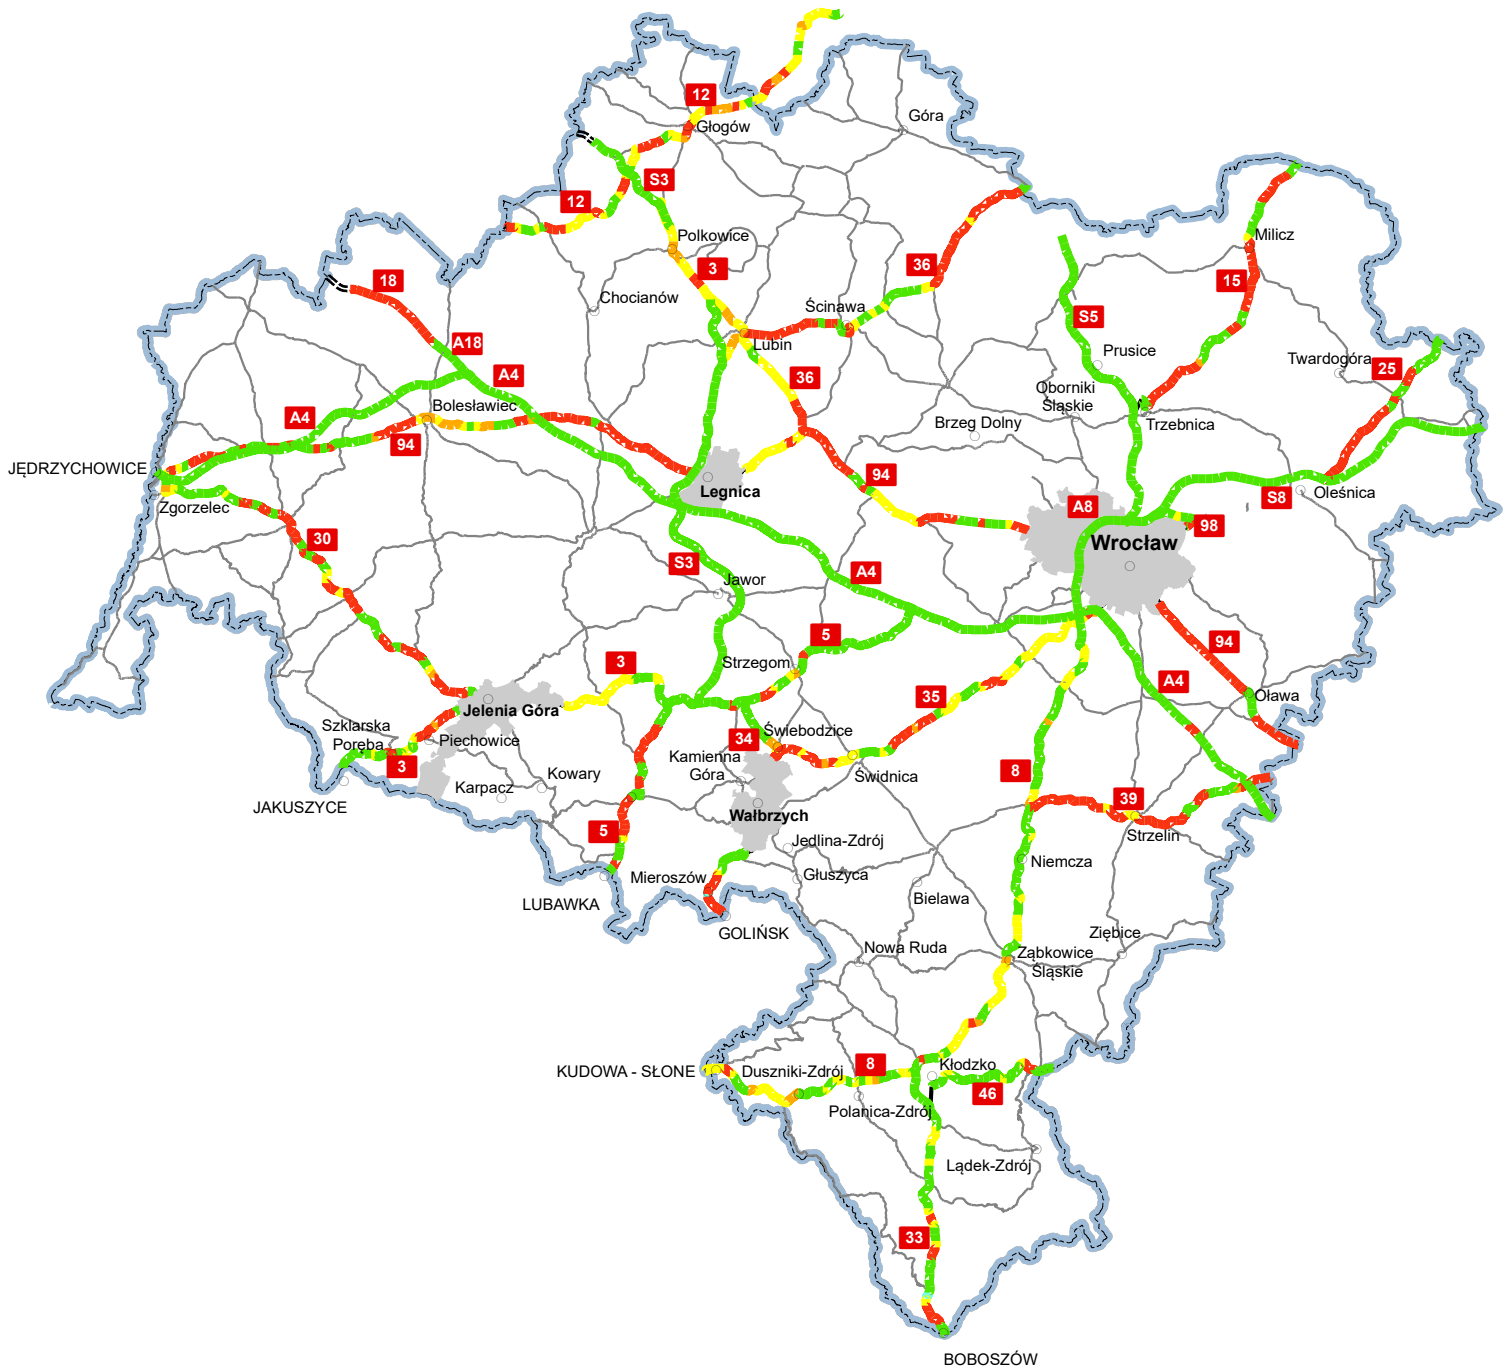 12
Głogów
Góra
S3
12
Polkowice
3
Milicz
36
15
18
Chocianów
Ścinawa
S5
A18
Lubin
Prusice
Twardogóra
25
A4
36
Oborniki
Śląskie
Bolesławiec
A4
94
Brzeg Dolny
Trzebnica
JĘDRZYCHOWICE
Legnica
94
S8
Oleśnica
Zgorzelec
A8
98
30
Wrocław
S3
A4
Jawor
5
94
3
Strzegom
A4
35
Oława
Jelenia Góra
Szklarska
Poręba
Piechowice
34
Świebodzice
3
Kamienna
Góra
Świdnica
8
Kowary
Karpacz
JAKUSZYCE
39
Wałbrzych
Strzelin
5
Jedlina-Zdrój
Niemcza
Mieroszów
Głuszyca
LUBAWKA
Bielawa
GOLIŃSK
Nowa Ruda
Ziębice
Ząbkowice
Śląskie
KUDOWA - SŁONE
Duszniki-Zdrój
8
Kłodzko
46
Polanica-Zdrój
Lądek-Zdrój
33
BOBOSZÓW